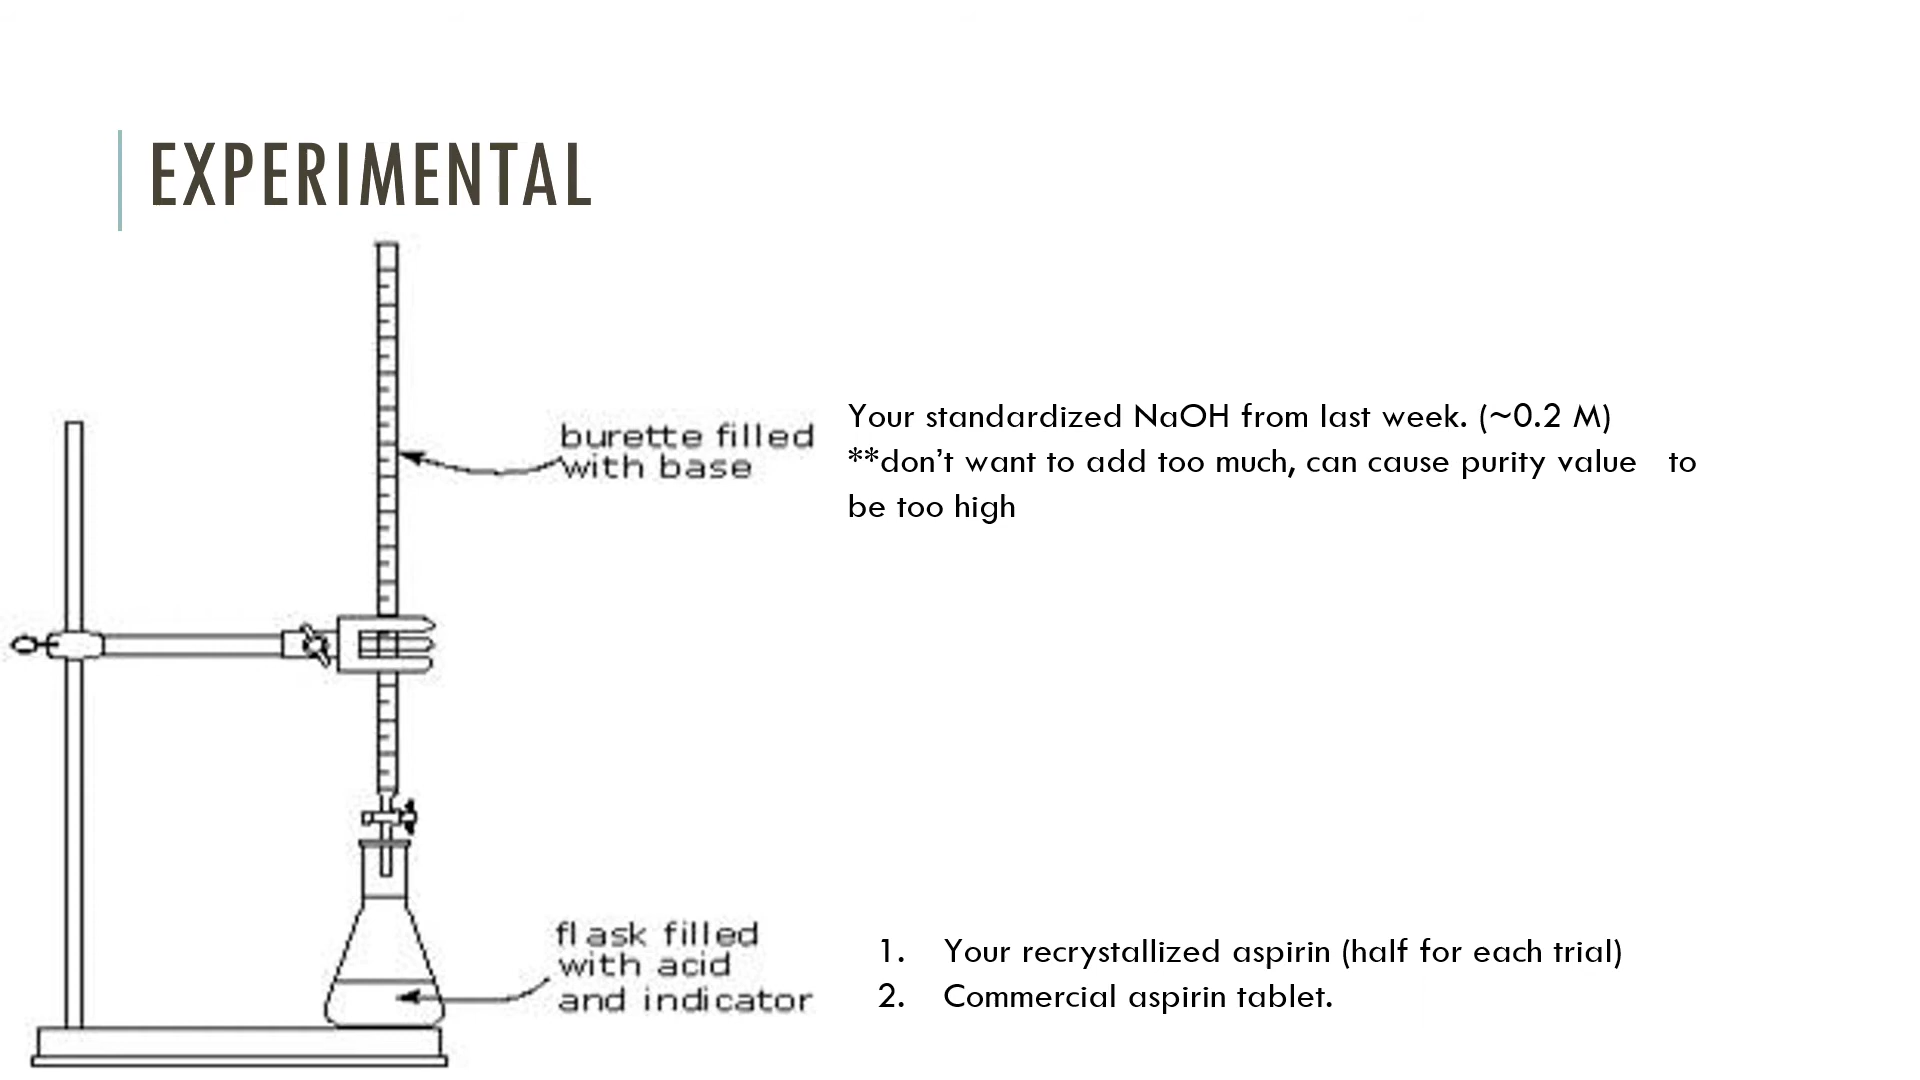 EXPERIMENTAL
burette filled
with base
Your standardized NaOH from last week. (~0.2 M)
**don’t want to add too much, can cause purity value   to
be too high
flask filled
with acid
and indicator
1. Your recrystallized aspirin (half for each trial)
2. Commercial aspirin tablet.